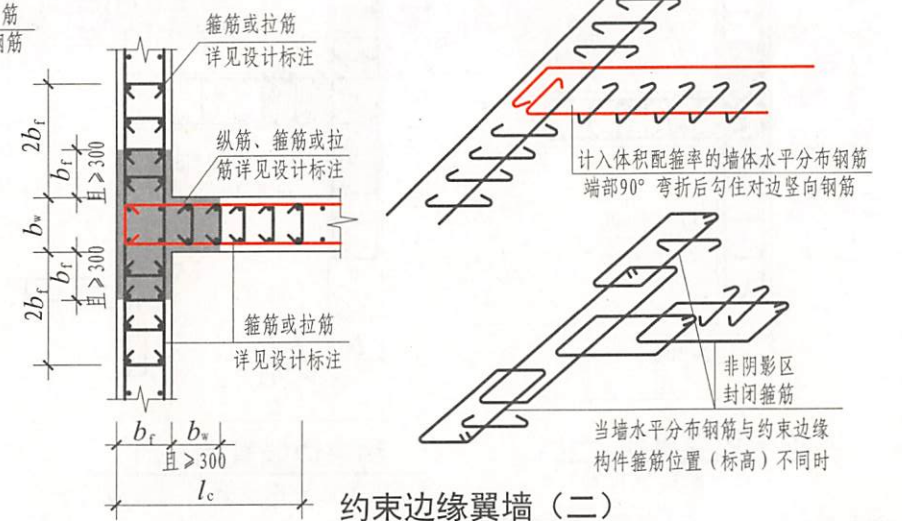 筋
钢筋
箍筋或拉筋
详见设计标注
纵筋、箍筋或拉
筋详见设计标注
2bf
bf
且≥300
bw
bf
且≥300
2bf
箍筋或拉筋
详见设计标注
bf
bw
且≥300
lc
计入体积配箍率的墙体水平分布钢筋
端部90°弯折后勾住对边竖向钢筋
非阴影区
封闭箍筋
当墙水平分布钢筋与约束边缘
构件箍筋位置(标高)不同时
约束边缘翼墙(二)